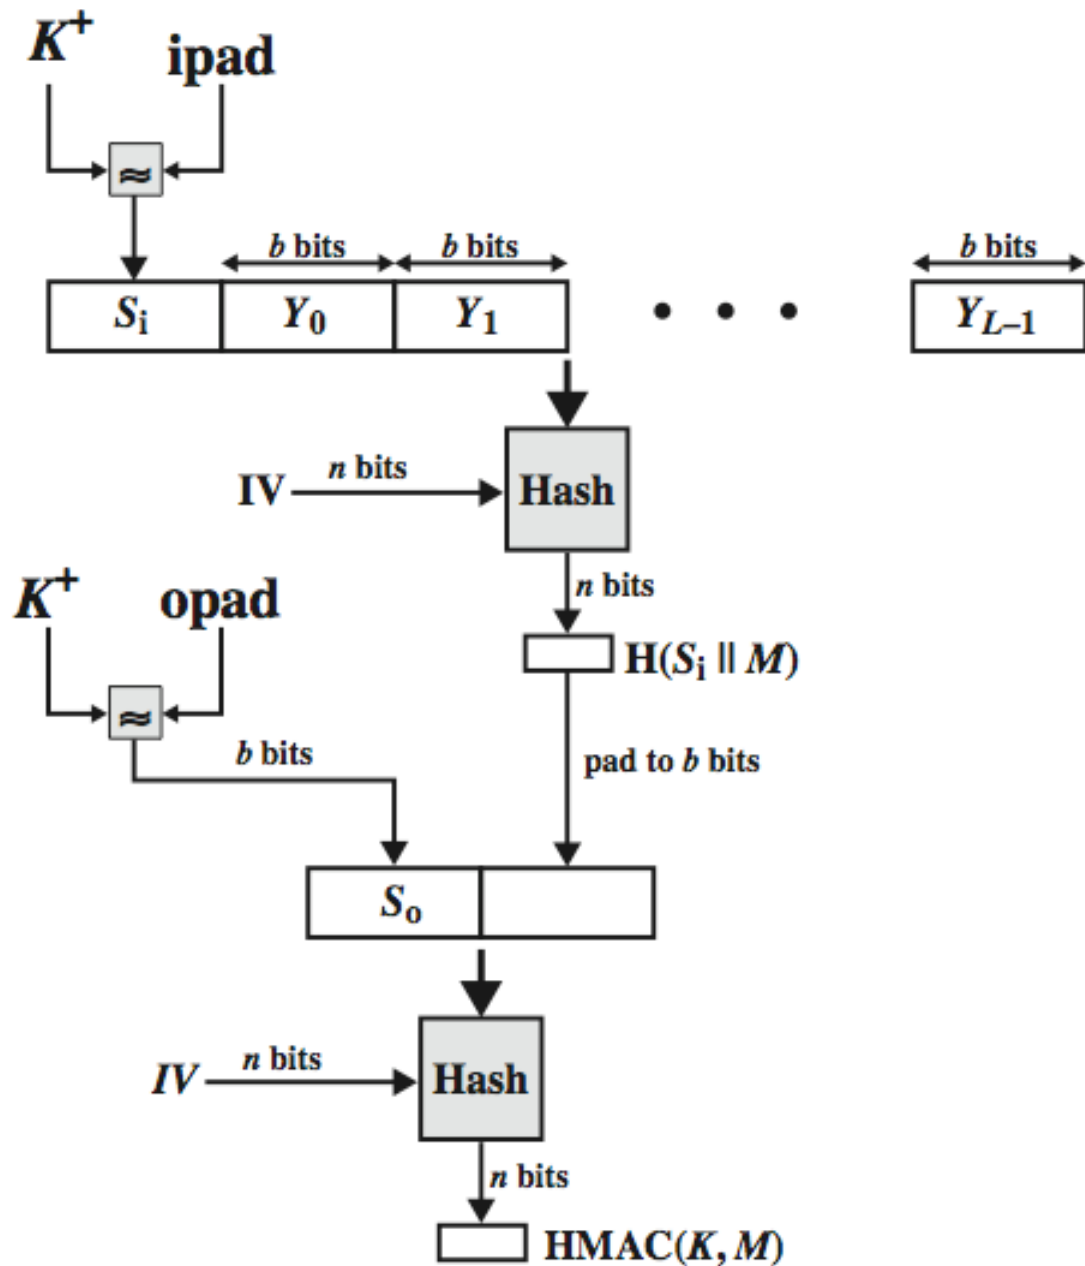 K⁺ ipad
≈
b bits b bits b bits
Sᵢ Y₀ Y₁ • • • Y_{L–1}
IV n bits Hash
n bits
K⁺ opad
H(Sᵢ || M)
≈
b bits pad to b bits
Sₒ
IV n bits Hash
n bits
HMAC(K, M)